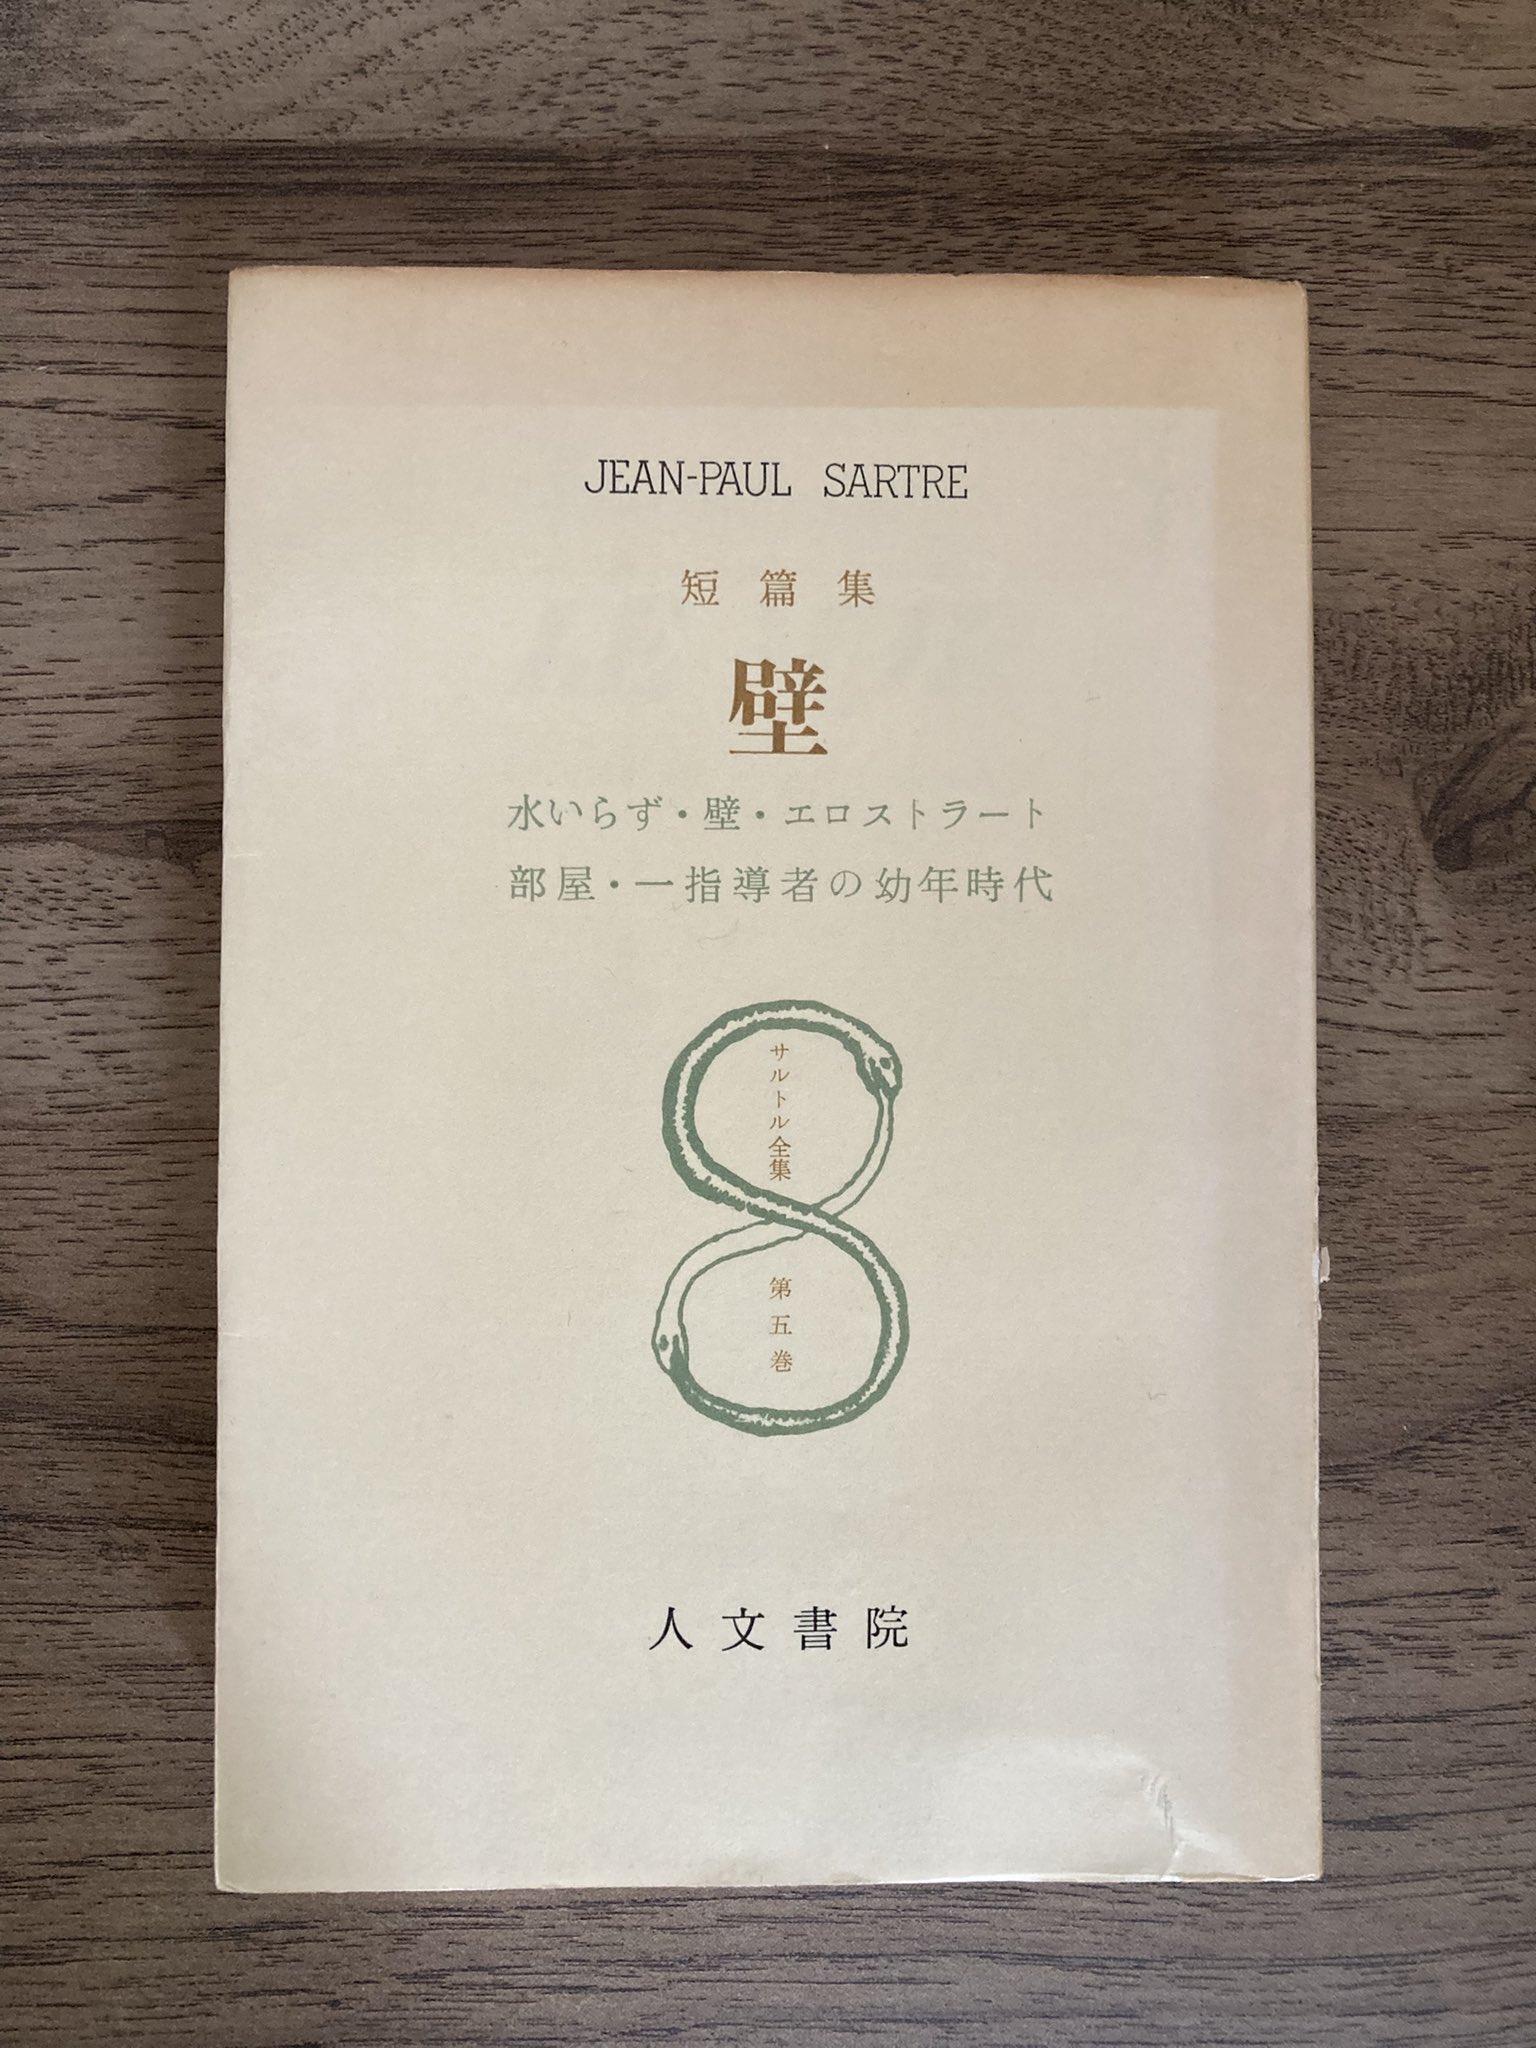 JEAN-PAUL SARTRE
短篇集
壁
水いらず・壁・エロストラート
部屋・一指導者の幼年時代
サルトル全集
第五巻
人文書院